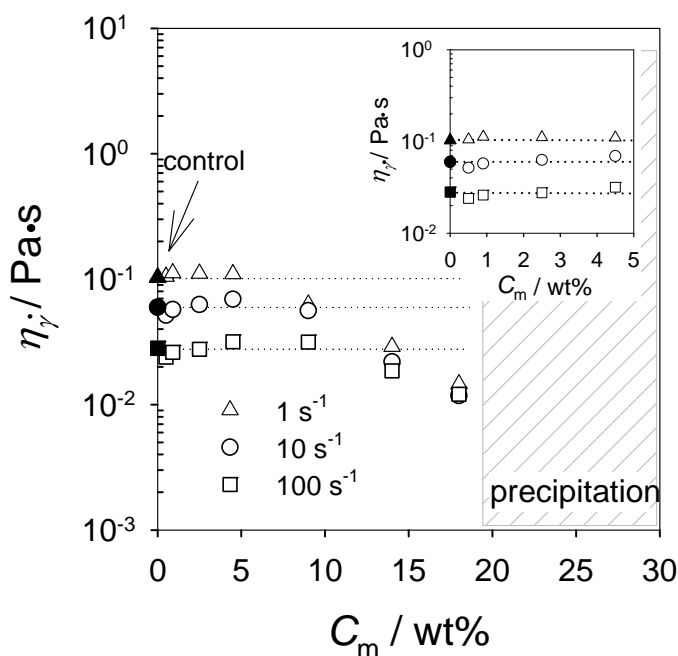 10¹
10⁰
10⁻¹
10⁻²
10⁻³
η_γ̇ / Pa•s
control
1 s⁻¹
10 s⁻¹
100 s⁻¹
precipitation
0 5 10 15 20 25 30
C_m / wt%
10⁰
10⁻¹
10⁻²
η_γ̇ / Pa•s
0 1 2 3 4 5
C_m / wt%